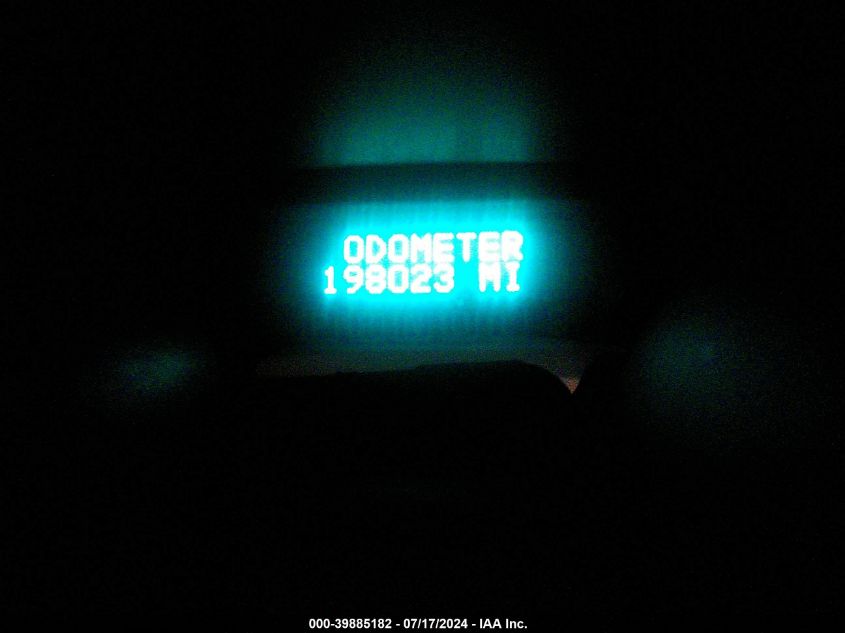 ODOMETER
198023 MI
000-39885182 - 07/17/2024 - IAA Inc.